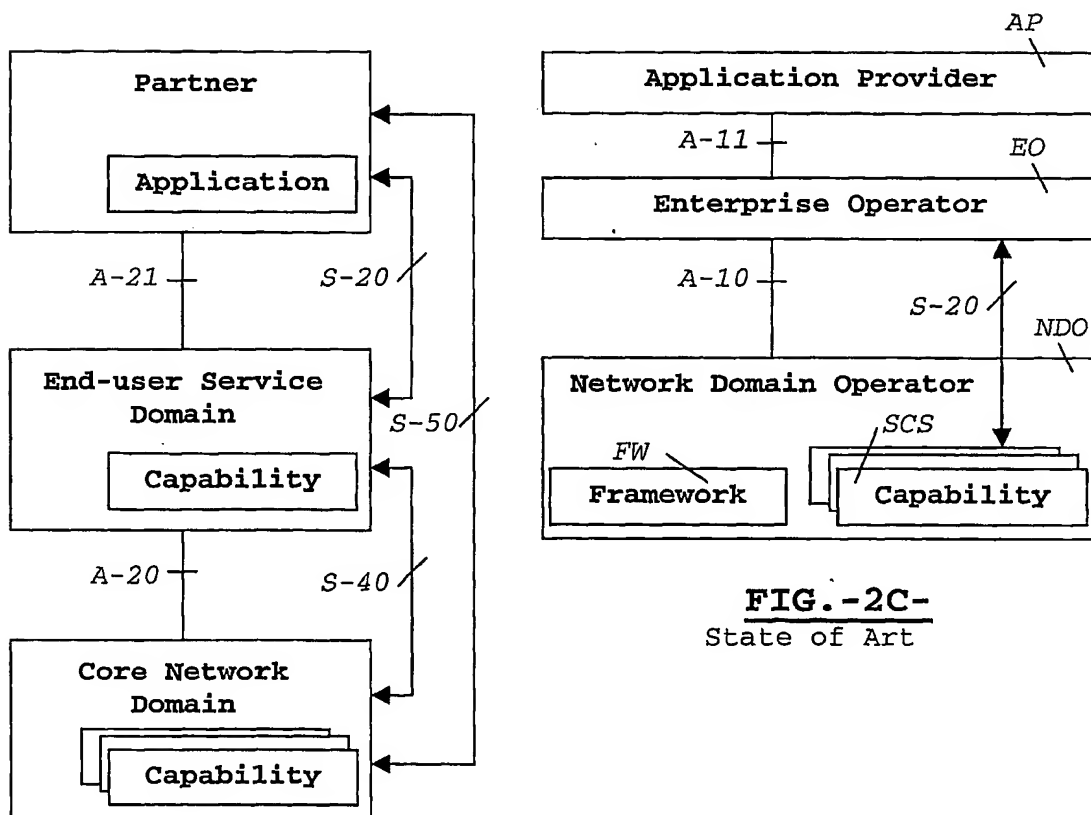 Partner
Application
A-21
S-20
End-user Service
Domain
S-50
Capability
A-20
S-40
Core Network
Domain
Capability
AP
Application Provider
A-11
EO
Enterprise Operator
A-10
S-20
NDO
Network Domain Operator
SCS
FW
Framework
Capability
FIG.-2C-
State of Art